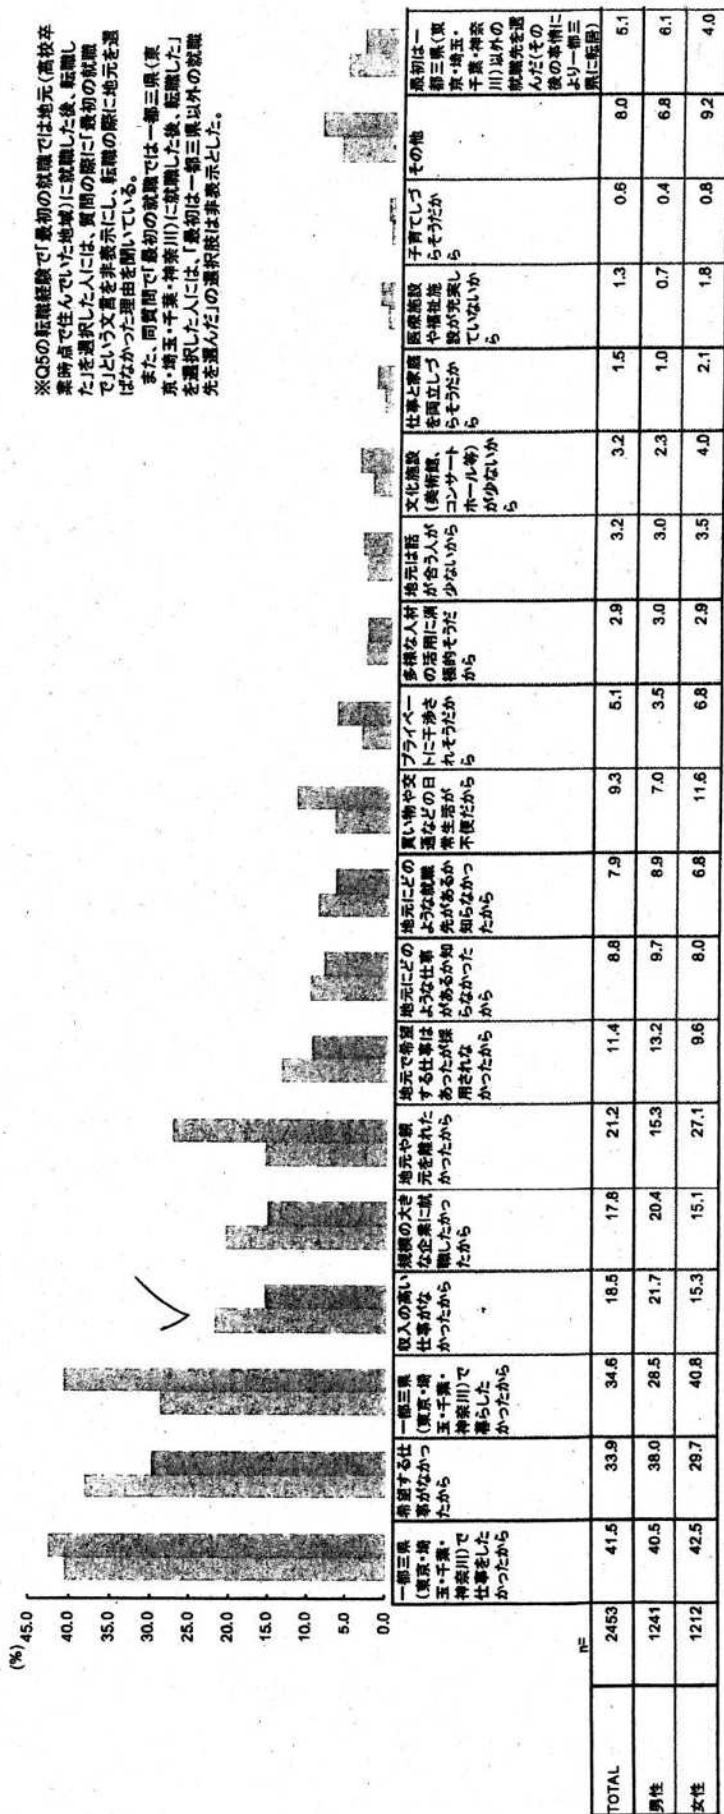 ※Q5の転職経験で「最初の就職では地元(高校卒
業時点で住んでいた地域)に就職した後、転職し
た」を選択した人には、質問の際に「最初の就職
で」という文言を非表示にし、転職の際に地元を選
ばなかった理由を聞いている。
また、同質問で「最初の就職では一都三県(東
京・埼玉・千葉・神奈川)に就職した後、転職した」
を選択した人には、「最初は一都三県以外の就職
先を選んだ」の選択肢は非表示とした。
(%)
45.0
40.0
35.0
30.0
25.0
20.0
15.0
10.0
5.0
0.0
n=
一都三県
(東京・埼
玉・千葉・
神奈川)で
仕事をした
かったから
希望する仕
事がなかっ
たから
一都三県
(東京・埼
玉・千葉・
神奈川)で
暮らした
かったから
収入の高い
仕事がな
かったから
規模の大き
な企業に就
職したかっ
たから
地元や親
元を離れた
かったから
地元で希望
する仕事は
あったが採
用されな
かったから
地元にどの
ような仕事
があるか知
らなかった
から
地元にどの
ような就職
先があるか
知らなかっ
たから
買い物や交
通などの日
常生活が
不便だから
プライベー
トに干渉さ
れそうだか
ら
多様な人材
の活用に消
極的そうだ
から
地元は話
が合う人が
少ないから
文化施設
(美術館、
コンサート
ホール等)
が少ないか
ら
仕事と家庭
を両立しづ
らそうだか
ら
医療施設
や福祉施
設が充実し
ていないか
ら
子育てしづ
らそうだか
ら
その他
最初は一
都三県(東
京・埼玉・
千葉・神奈
川)以外の
就職先を選
んだ(その
後の事情に
より一都三
県に転居)
TOTAL 2453 41.5 33.9 34.6 18.5 17.8 21.2 11.4 8.8 7.9 9.3 5.1 2.9 3.2 3.2 1.5 1.3 0.6 8.0 5.1
男性 1241 40.5 38.0 28.5 21.7 20.4 15.3 13.2 9.7 8.9 7.0 3.5 3.0 3.0 2.3 1.0 0.7 0.4 6.8 6.1
女性 1212 42.5 29.7 40.8 15.3 15.1 27.1 9.6 8.0 6.8 11.6 6.8 2.9 3.5 4.0 2.1 1.8 0.8 9.2 4.0